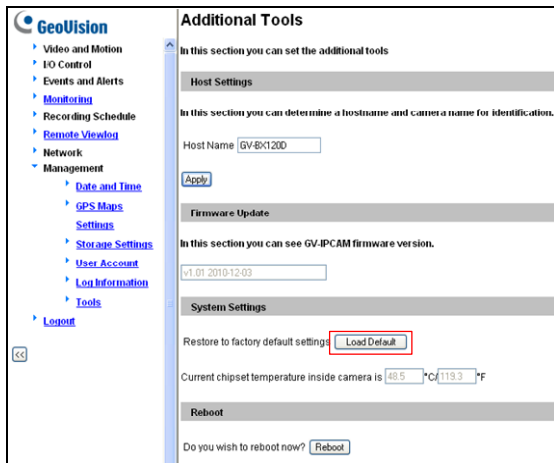 GeoVision
Video and Motion
I/O Control
Events and Alerts
Monitoring
Recording Schedule
Remote Viewlog
Network
Management
Date and Time
GPS Maps
Settings
Storage Settings
User Account
Log Information
Tools
Logout
<<
Additional Tools
In this section you can set the additional tools
Host Settings
In this section you can determine a hostname and camera name for identification.
Host Name GV-BX120D
Apply
Firmware Update
In this section you can see GV-IPCAM firmware version.
v1.01 2010-12-03
System Settings
Restore to factory default settings Load Default
Current chipset temperature inside camera is 48.5 °C/ 119.3 °F
Reboot
Do you wish to reboot now? Reboot